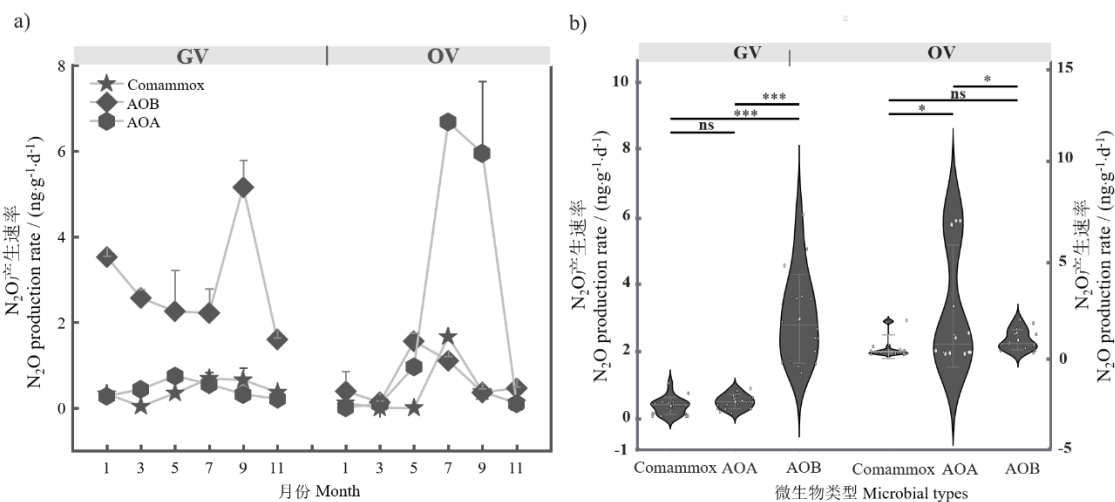 a)
GV | OV
Comammox
AOB
AOA
8
6
4
2
0
N₂O产生速率
N₂O production rate / (ng·g⁻¹·d⁻¹)
1 3 5 7 9 11 1 3 5 7 9 11
月份 Month
b)
GV | OV
10
8
6
4
2
0
-1
N₂O产生速率
N₂O production rate / (ng·g⁻¹·d⁻¹)
***
***
ns
*
ns
*
15
10
5
0
-5
N₂O产生速率
N₂O production rate / (ng·g⁻¹·d⁻¹)
Comammox AOA AOB Comammox AOA AOB
微生物类型 Microbial types